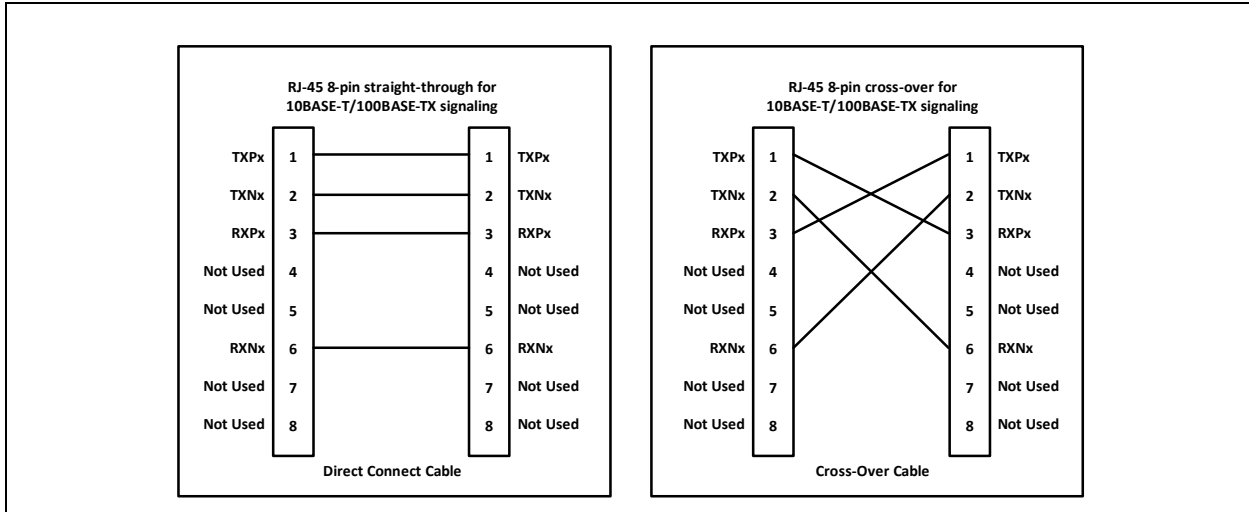 RJ-45 8-pin straight-through for
10BASE-T/100BASE-TX signaling
TXPx 1 1 TXPx
TXNx 2 2 TXNx
RXPx 3 3 RXPx
Not Used 4 4 Not Used
Not Used 5 5 Not Used
RXNx 6 6 RXNx
Not Used 7 7 Not Used
Not Used 8 8 Not Used
Direct Connect Cable
RJ-45 8-pin cross-over for
10BASE-T/100BASE-TX signaling
TXPx 1 1 TXPx
TXNx 2 2 TXNx
RXPx 3 3 RXPx
Not Used 4 4 Not Used
Not Used 5 5 Not Used
RXNx 6 6 RXNx
Not Used 7 7 Not Used
Not Used 8 8 Not Used
Cross-Over Cable